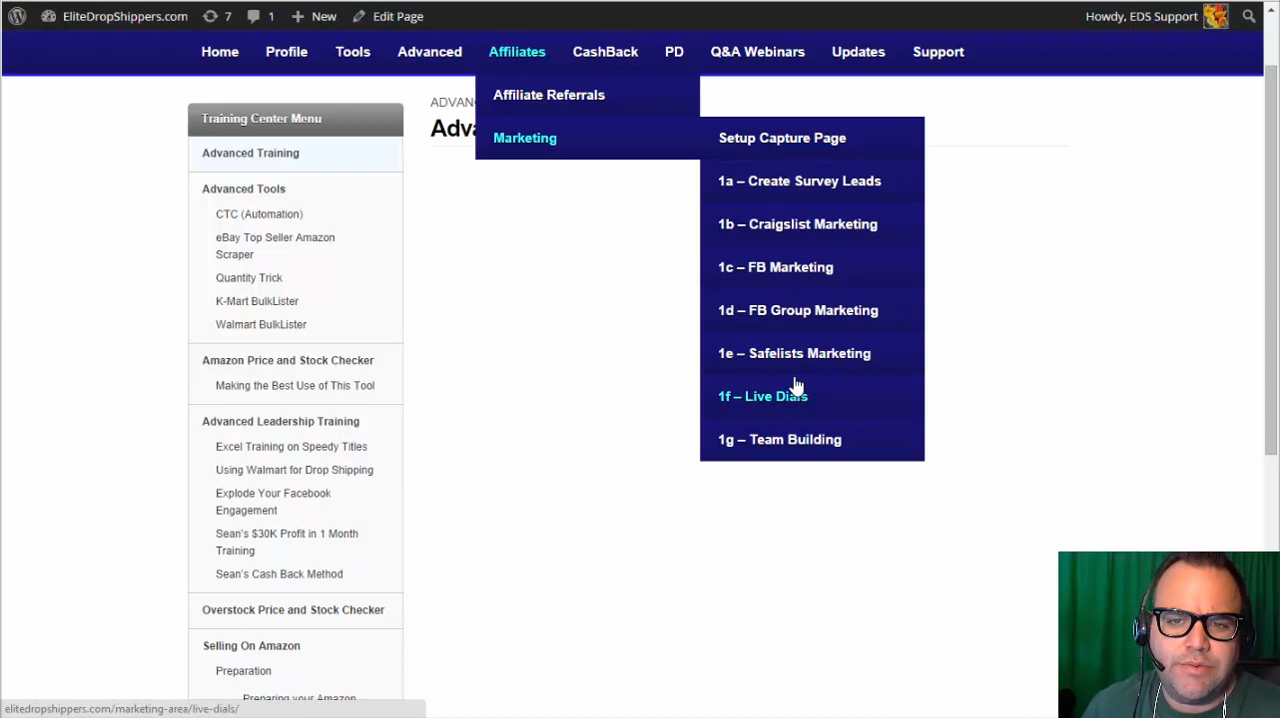 EliteDropShippers.com 7 1 New Edit Page Howdy, EDS Support
Home Profile Tools Advanced Affiliates CashBack PD Q&A Webinars Updates Support
Affiliate Referrals
Marketing
Setup Capture Page
1a – Create Survey Leads
1b – Craigslist Marketing
1c – FB Marketing
1d – FB Group Marketing
1e – Safelists Marketing
1f – Live Dials
1g – Team Building
ADVAN
Adv
Training Center Menu
Advanced Training
Advanced Tools
CTC (Automation)
eBay Top Seller Amazon
Scraper
Quantity Trick
K-Mart BulkLister
Walmart BulkLister
Amazon Price and Stock Checker
Making the Best Use of This Tool
Advanced Leadership Training
Excel Training on Speedy Titles
Using Walmart for Drop Shipping
Explode Your Facebook
Engagement
Sean's $30K Profit in 1 Month
Training
Sean's Cash Back Method
Overstock Price and Stock Checker
Selling On Amazon
Preparation
Preparing your Amazon
elitedropshippers.com/marketing-area/live-dials/